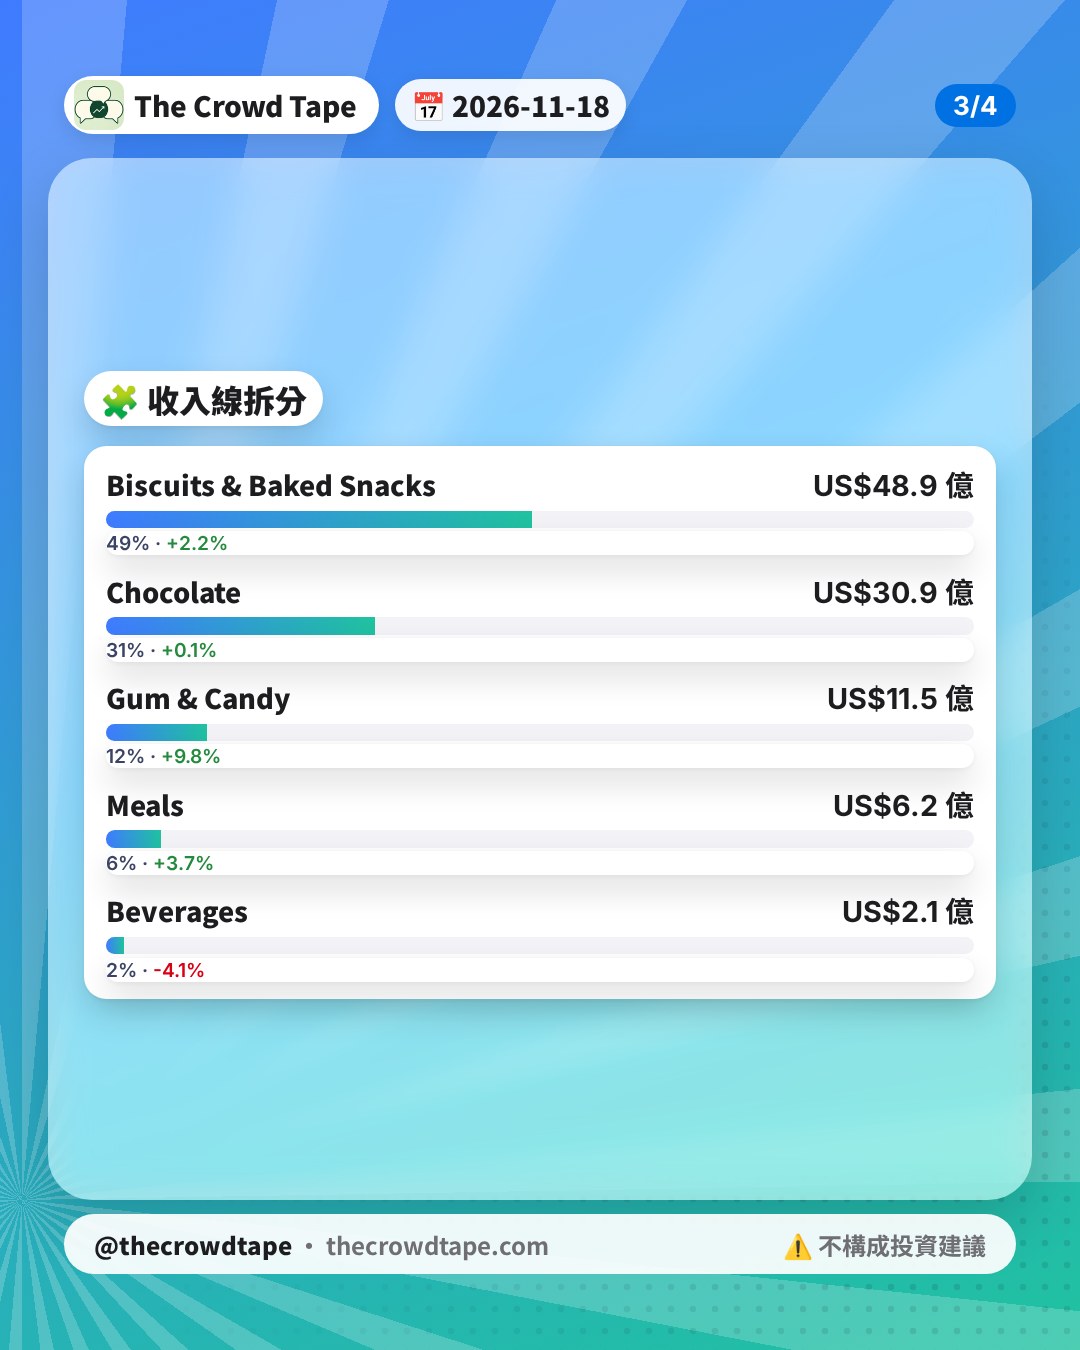 The Crowd Tape
July
2026-11-18
3/4
收入線拆分
Biscuits & Baked Snacks
US$48.9 億
49% · +2.2%
Chocolate
US$30.9 億
31% · +0.1%
Gum & Candy
US$11.5 億
12% · +9.8%
Meals
US$6.2 億
6% · +3.7%
Beverages
US$2.1 億
2% · -4.1%
@thecrowdtape · thecrowdtape.com
不構成投資建議